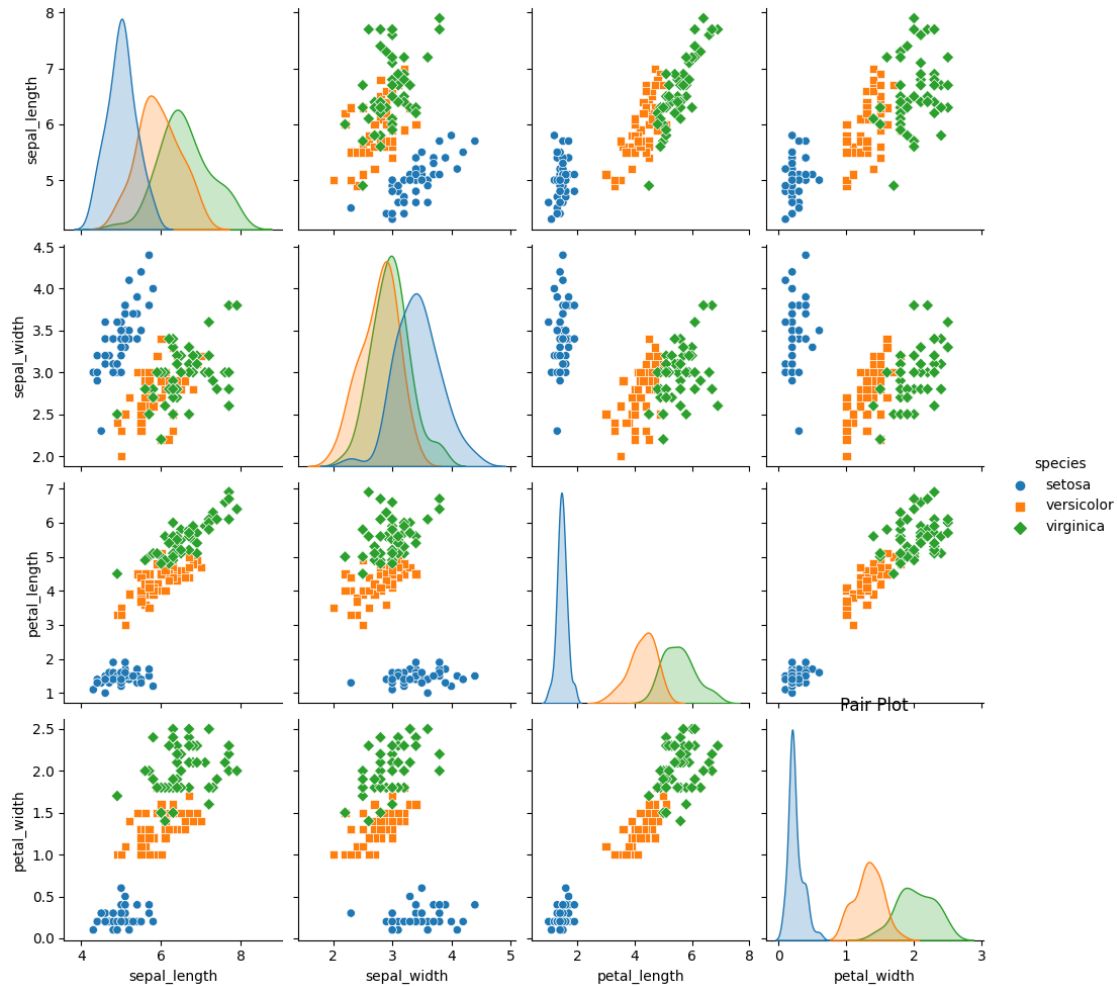 8
7
6
5
sepal_length
4.5
4.0
3.5
3.0
2.5
2.0
sepal_width
species
setosa
versicolor
virginica
7
6
5
4
3
2
1
petal_length
Pair Plot
2.5
2.0
1.5
1.0
0.5
0.0
petal_width
4 6 8
sepal_length
2 3 4 5
sepal_width
2 4 6 8
petal_length
0 1 2 3
petal_width